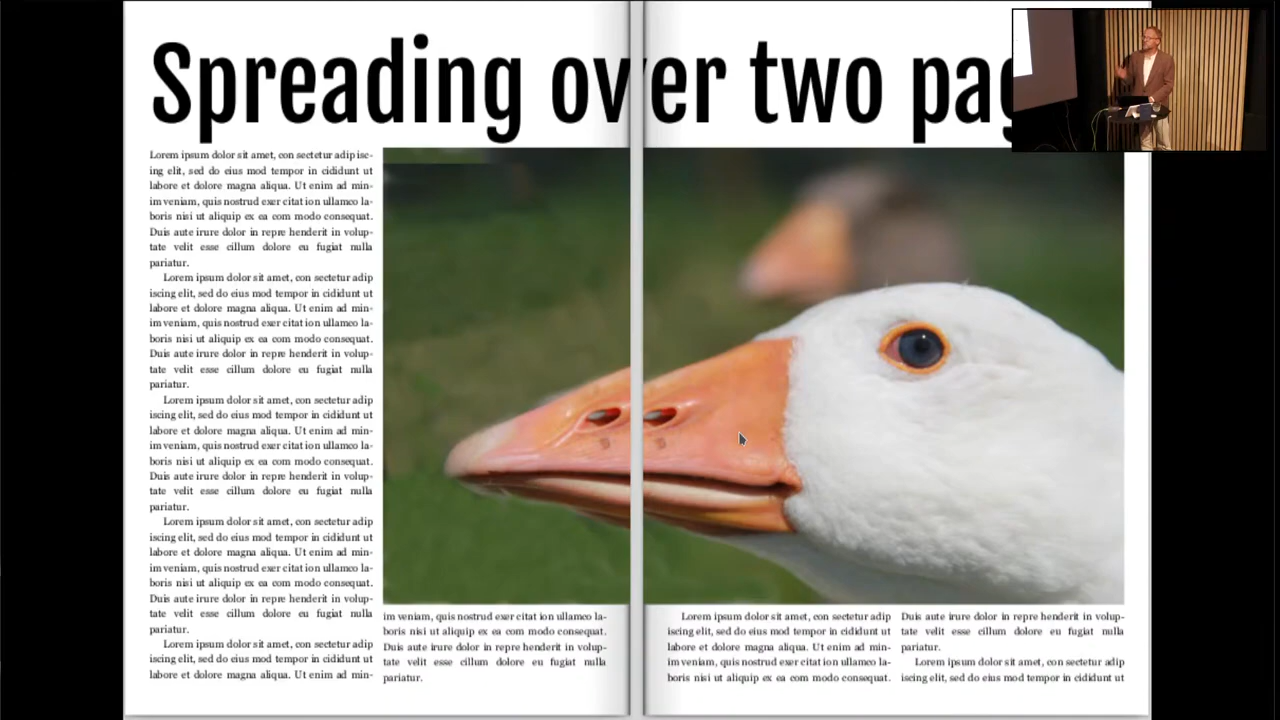 Spreading over two pag
Lorem ipsum dolor sit amet, con sectetur adip isc-
ing elit, sed do eius mod tempor in cididunt ut
labore et dolore magna aliqua. Ut enim ad min-
im veniam, quis nostrud exer citat ion ullamco la-
boris nisi ut aliquip ex ea com modo consequat.
Duis aute irure dolor in repre henderit in volup-
tate velit esse cillum dolore eu fugiat nulla
pariatur.
Lorem ipsum dolor sit amet, con sectetur adip
iscing elit, sed do eius mod tempor in cididunt ut
labore et dolore magna aliqua. Ut enim ad min-
im veniam, quis nostrud exer citat ion ullamco la-
boris nisi ut aliquip ex ea com modo consequat.
Duis aute irure dolor in repre henderit in volup-
tate velit esse cillum dolore eu fugiat nulla
pariatur.
Lorem ipsum dolor sit amet, con sectetur adip
iscing elit, sed do eius mod tempor in cididunt ut
labore et dolore magna aliqua. Ut enim ad min-
im veniam, quis nostrud exer citat ion ullamco la-
boris nisi ut aliquip ex ea com modo consequat.
Duis aute irure dolor in repre henderit in volup-
tate velit esse cillum dolore eu fugiat nulla
pariatur.
Lorem ipsum dolor sit amet, con sectetur adip
iscing elit, sed do eius mod tempor in cididunt ut
labore et dolore magna aliqua. Ut enim ad min-
im veniam, quis nostrud exer citat ion ullamco la-
boris nisi ut aliquip ex ea com modo consequat.
Duis aute irure dolor in repre henderit in volup-
tate velit esse cillum dolore eu fugiat nulla
pariatur.
Lorem ipsum dolor sit amet, con sectetur adip
iscing elit, sed do eius mod tempor in cididunt ut
labore et dolore magna aliqua. Ut enim ad min-
im veniam, quis nostrud exer citat ion ullamco la-
boris nisi ut aliquip ex ea com modo consequat.
Duis aute irure dolor in repre henderit in volup-
tate velit esse cillum dolore eu fugiat nulla
pariatur.
Lorem ipsum dolor sit amet, con sectetur adip
iscing elit, sed do eius mod tempor in cididunt ut
labore et dolore magna aliqua. Ut enim ad min-
im veniam, quis nostrud exer citat ion ullamco la-
boris nisi ut aliquip ex ea com modo consequat.
Duis aute irure dolor in repre henderit in volup-
tate velit esse cillum dolore eu fugiat nulla
pariatur.
Lorem ipsum dolor sit amet, con sectetur adip
iscing elit, sed do eius mod tempor in cididunt ut